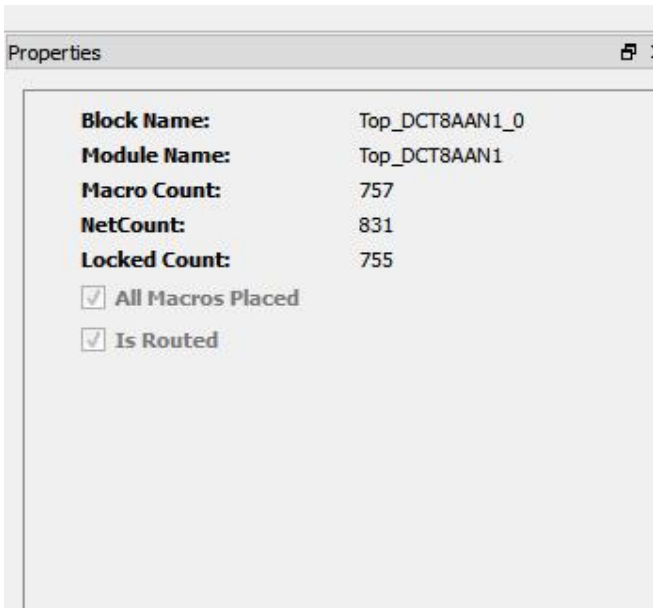 Properties
Block Name: Top_DCT8AAN1_0
Module Name: Top_DCT8AAN1
Macro Count: 757
NetCount: 831
Locked Count: 755
All Macros Placed
Is Routed